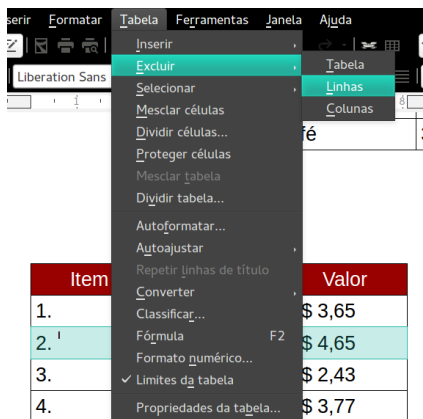 serir Formatar Tabela Ferramentas Janela Ajuda
Inserir
Liberation Sans
Excluir
Tabela
Selecionar
Linhas
Mesclar células
Colunas
Dividir células...
fé
Proteger células
Mesclar tabela
Dividir tabela...
Autoformatar...
Autoajustar
Repetir linhas de título
Item Valor
Converter
Classificar...
1. $ 3,65
Fórmula F2
2. $ 4,65
Formato numérico...
3. $ 2,43
Limites da tabela
4. $ 3,77
Propriedades da tabela...